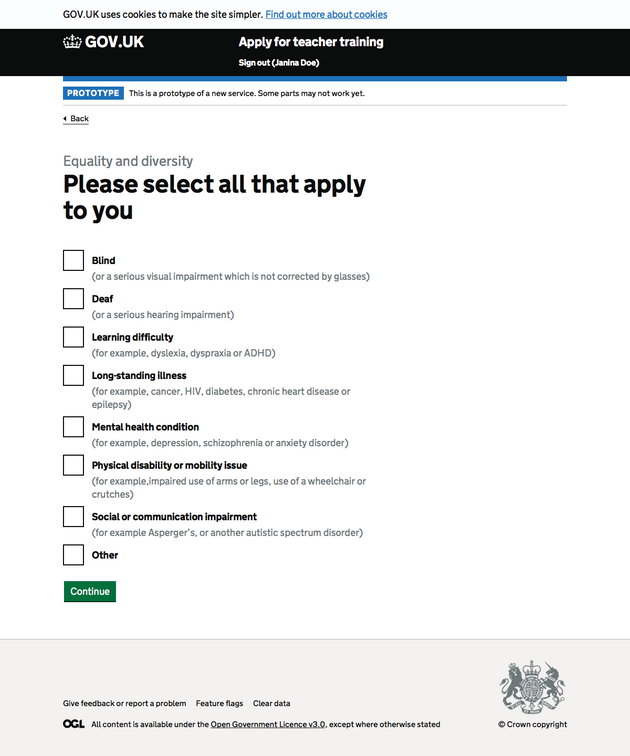 GOV.UK uses cookies to make the site simpler. Find out more about cookies
GOV.UK
Apply for teacher training
Sign out (Janina Doe)
PROTOTYPE This is a prototype of a new service. Some parts may not work yet.
Back
Equality and diversity
Please select all that apply
to you
Blind
(or a serious visual impairment which is not corrected by glasses)
Deaf
(or a serious hearing impairment)
Learning difficulty
(for example, dyslexia, dyspraxia or ADHD)
Long-standing illness
(for example, cancer, HIV, diabetes, chronic heart disease or
epilepsy)
Mental health condition
(for example, depression, schizophrenia or anxiety disorder)
Physical disability or mobility issue
(for example,impaired use of arms or legs, use of a wheelchair or
crutches)
Social or communication impairment
(for example Asperger's, or another autistic spectrum disorder)
Other
Continue
Give feedback or report a problem Feature flags Clear data
OGL All content is available under the Open Government Licence v3.0, except where otherwise stated
© Crown copyright